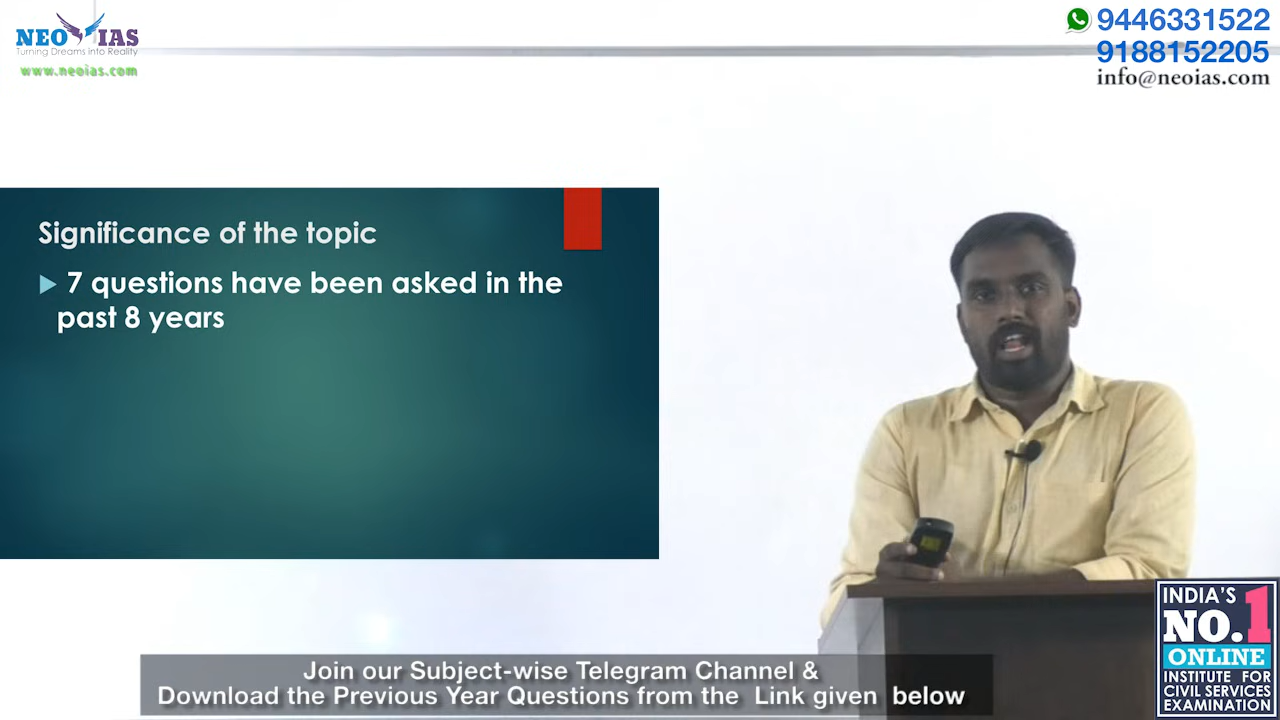 NEO IAS
Turning Dreams into Reality
www.neoias.com
9446331522
9188152205
info@neoias.com
Significance of the topic
7 questions have been asked in the
past 8 years
Join our Subject-wise Telegram Channel &
Download the Previous Year Questions from the Link given below
INDIA'S
NO.1
ONLINE
INSTITUTE FOR
CIVIL SERVICES
EXAMINATION